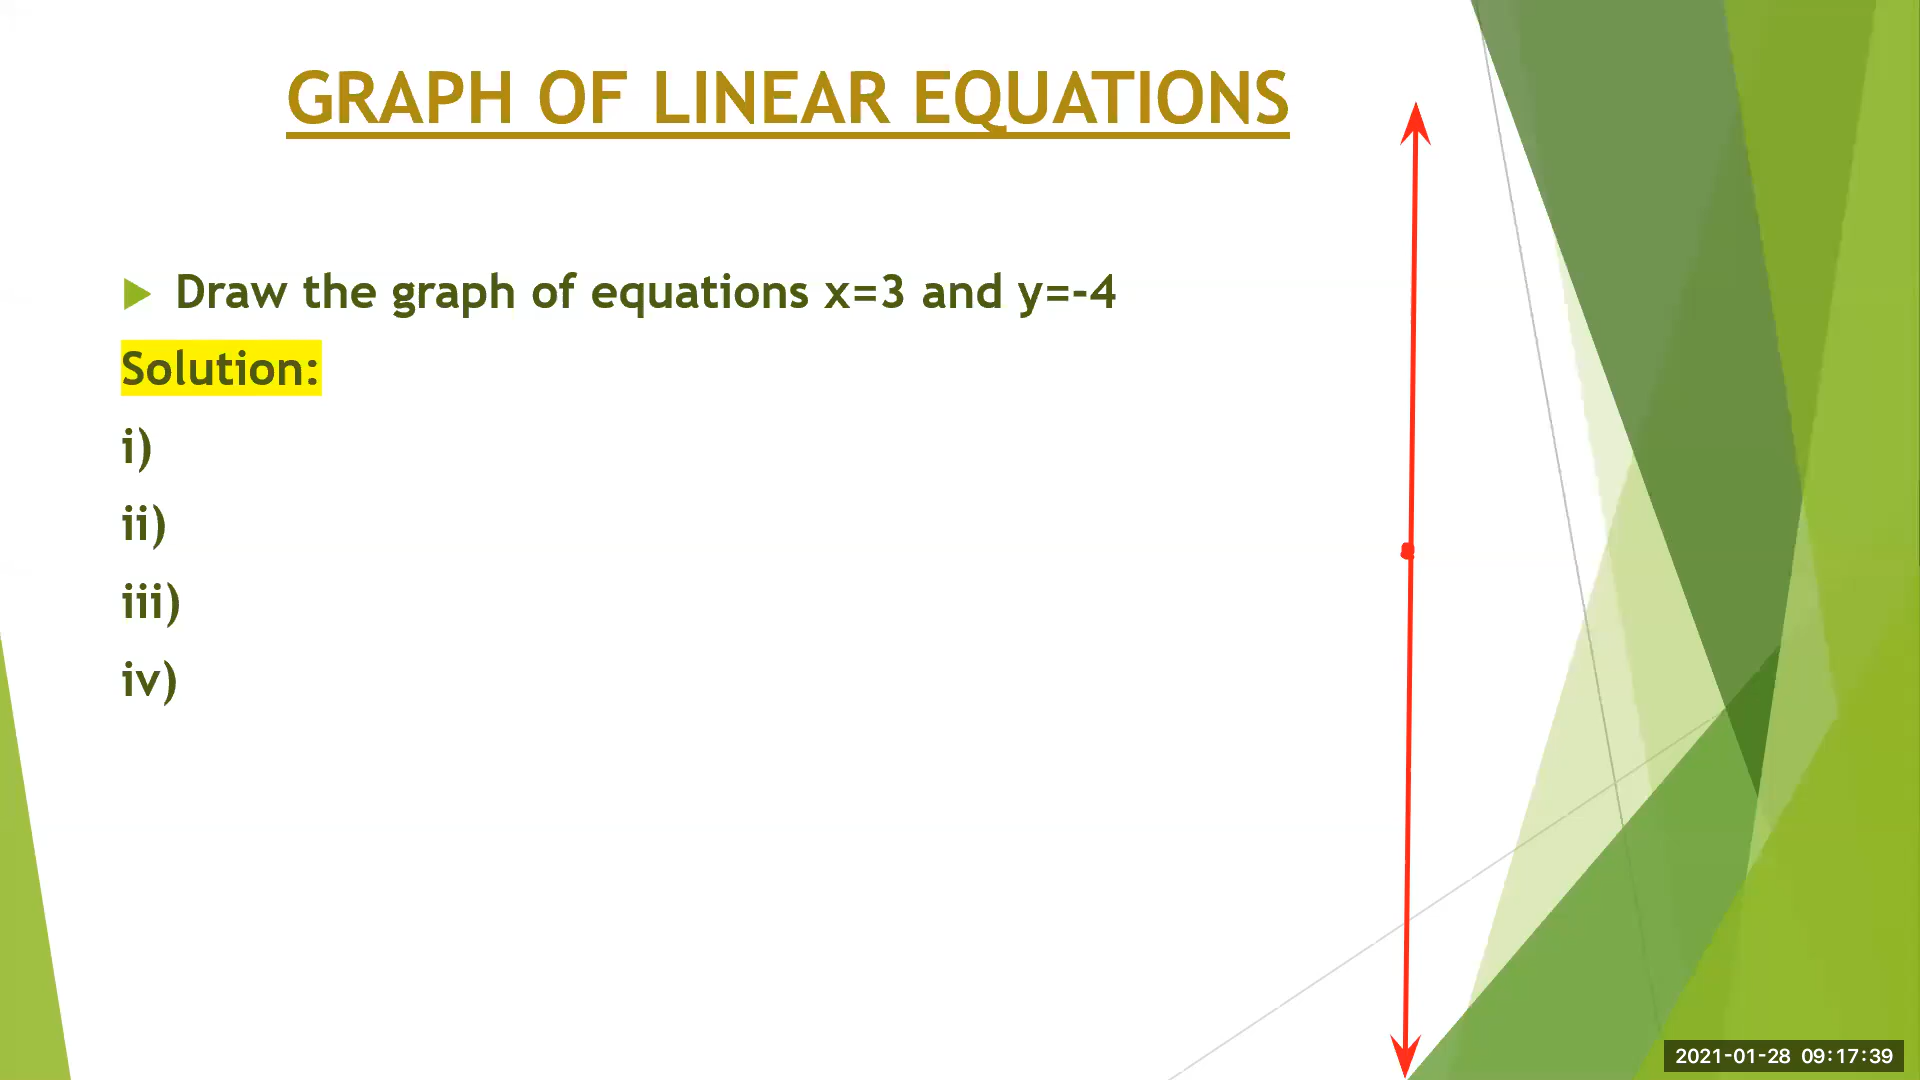 GRAPH OF LINEAR EQUATIONS
Draw the graph of equations x=3 and y=-4
Solution:
i)
ii)
iii)
iv)
2021-01-28 09:17:39